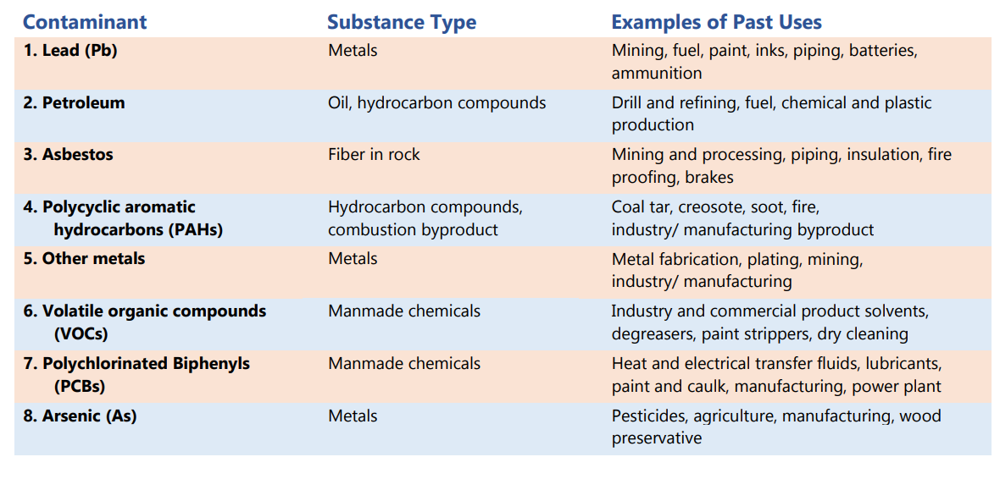 Contaminant Substance Type Examples of Past Uses
1. Lead (Pb) Metals Mining, fuel, paint, inks, piping, batteries,
ammunition
2. Petroleum Oil, hydrocarbon compounds Drill and refining, fuel, chemical and plastic
production
3. Asbestos Fiber in rock Mining and processing, piping, insulation, fire
proofing, brakes
4. Polycyclic aromatic Hydrocarbon compounds, Coal tar, creosote, soot, fire,
hydrocarbons (PAHs) combustion byproduct industry/ manufacturing byproduct
5. Other metals Metals Metal fabrication, plating, mining,
industry/ manufacturing
6. Volatile organic compounds Manmade chemicals Industry and commercial product solvents,
(VOCs) degreasers, paint strippers, dry cleaning
7. Polychlorinated Biphenyls Manmade chemicals Heat and electrical transfer fluids, lubricants,
(PCBs) paint and caulk, manufacturing, power plant
8. Arsenic (As) Metals Pesticides, agriculture, manufacturing, wood
preservative